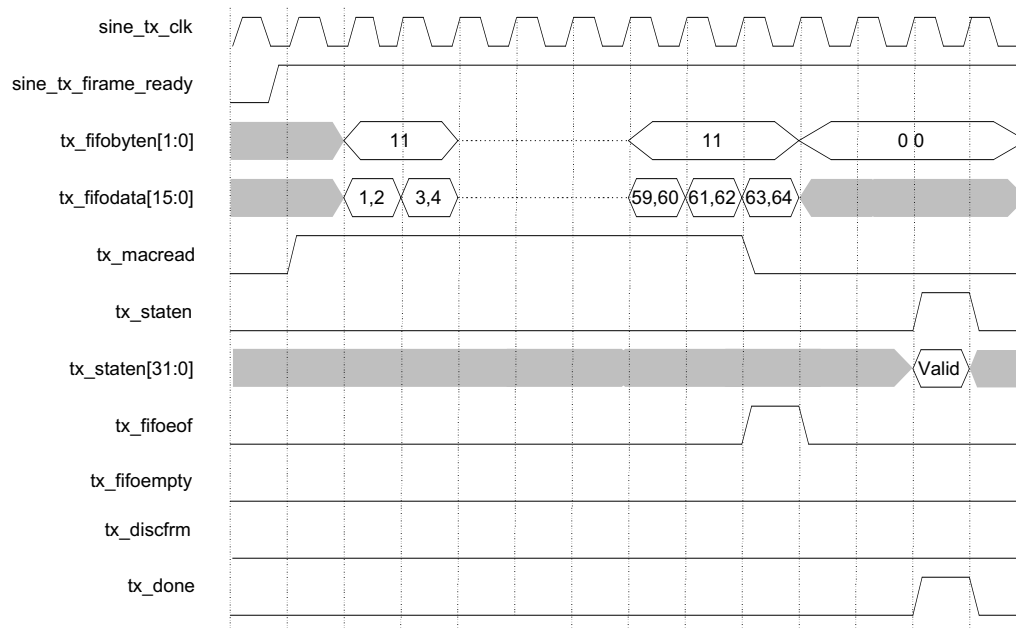 sine_tx_clk
sine_tx_firame_ready
tx_fifobyten[1:0] 11 11 0 0
tx_fifodata[15:0] 1,2 3,4 59,60 61,62 63,64
tx_macread
tx_staten
tx_staten[31:0] Valid
tx_fifoeof
tx_fifoempty
tx_discfrm
tx_done